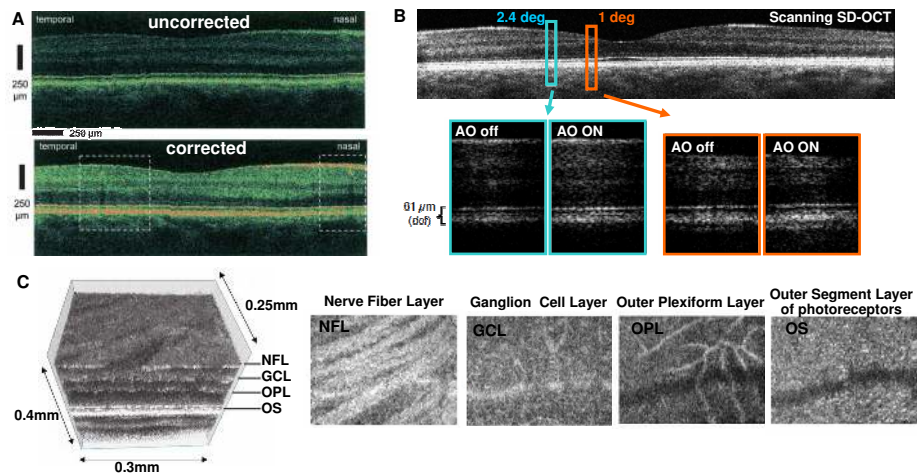 A
uncorrected
temporal
nasal
250
µm
250 µm
corrected
temporal
nasal
250
µm
B
2.4 deg
1 deg
Scanning SD-OCT
AO off
AO ON
AO off
AO ON
61 µm
(dof)
C
0.25mm
NFL
GCL
OPL
OS
0.4mm
0.3mm
Nerve Fiber Layer
NFL
Ganglion Cell Layer
GCL
Outer Plexiform Layer
OPL
Outer Segment Layer
of photoreceptors
OS